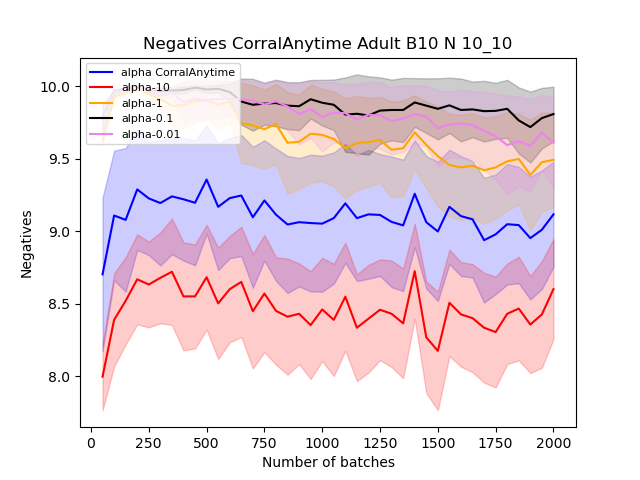 Negatives CorralAnytime Adult B10 N 10_10
alpha CorralAnytime
alpha-10
alpha-1
alpha-0.1
alpha-0.01
10.0
9.5
9.0
8.5
8.0
Negatives
0
250
500
750
1000
1250
1500
1750
2000
Number of batches